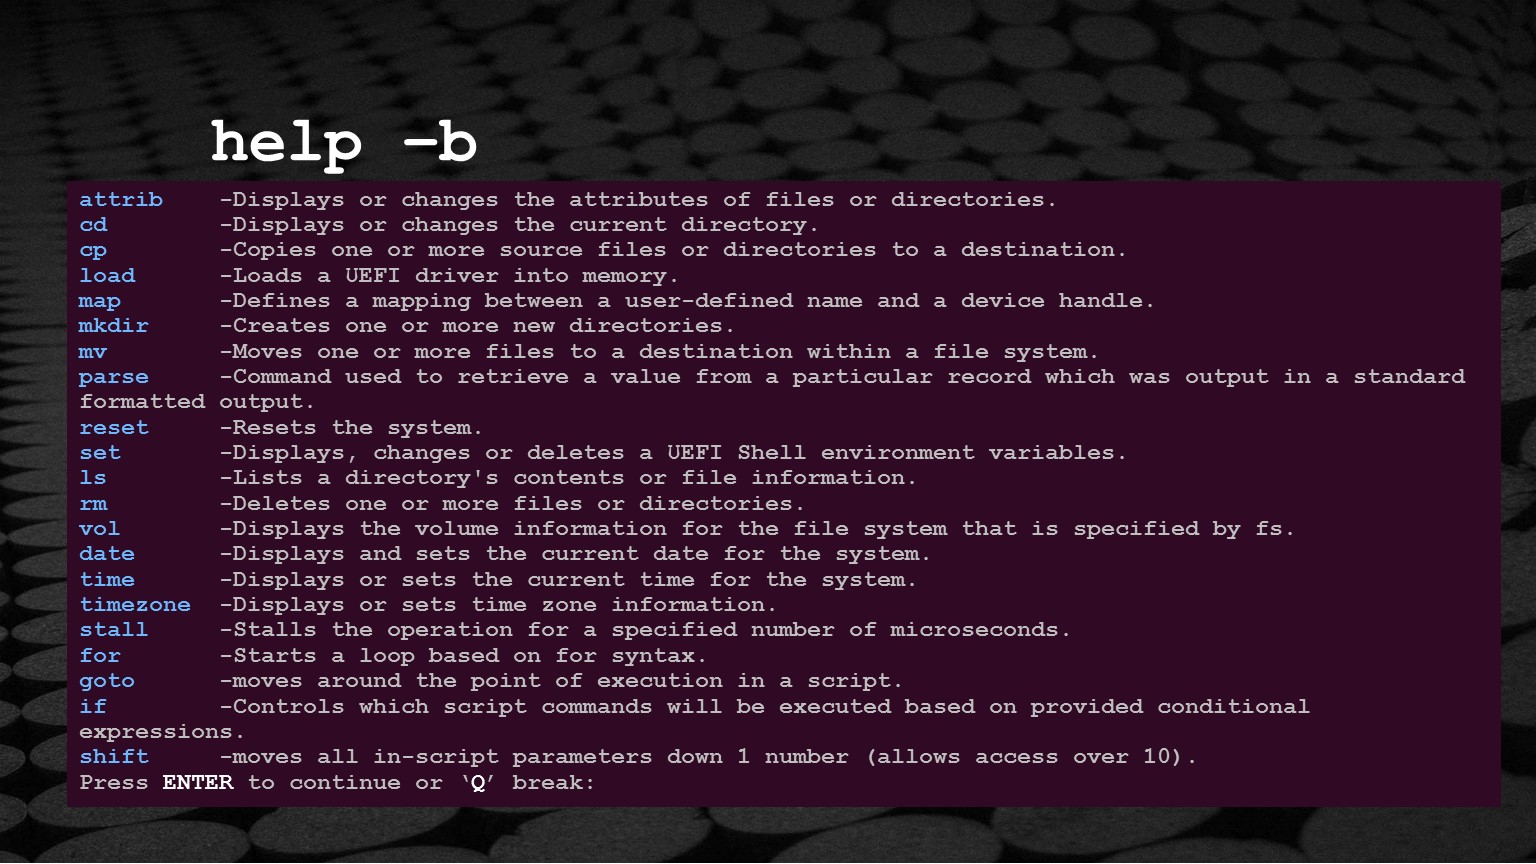 help –b
attrib    -Displays or changes the attributes of files or directories.
cd        -Displays or changes the current directory.
cp        -Copies one or more source files or directories to a destination.
load      -Loads a UEFI driver into memory.
map       -Defines a mapping between a user-defined name and a device handle.
mkdir     -Creates one or more new directories.
mv        -Moves one or more files to a destination within a file system.
parse     -Command used to retrieve a value from a particular record which was output in a standard
formatted output.
reset     -Resets the system.
set       -Displays, changes or deletes a UEFI Shell environment variables.
ls        -Lists a directory's contents or file information.
rm        -Deletes one or more files or directories.
vol       -Displays the volume information for the file system that is specified by fs.
date      -Displays and sets the current date for the system.
time      -Displays or sets the current time for the system.
timezone  -Displays or sets time zone information.
stall     -Stalls the operation for a specified number of microseconds.
for       -Starts a loop based on for syntax.
goto      -moves around the point of execution in a script.
if        -Controls which script commands will be executed based on provided conditional
expressions.
shift     -moves all in-script parameters down 1 number (allows access over 10).
Press ENTER to continue or ‘Q’ break: